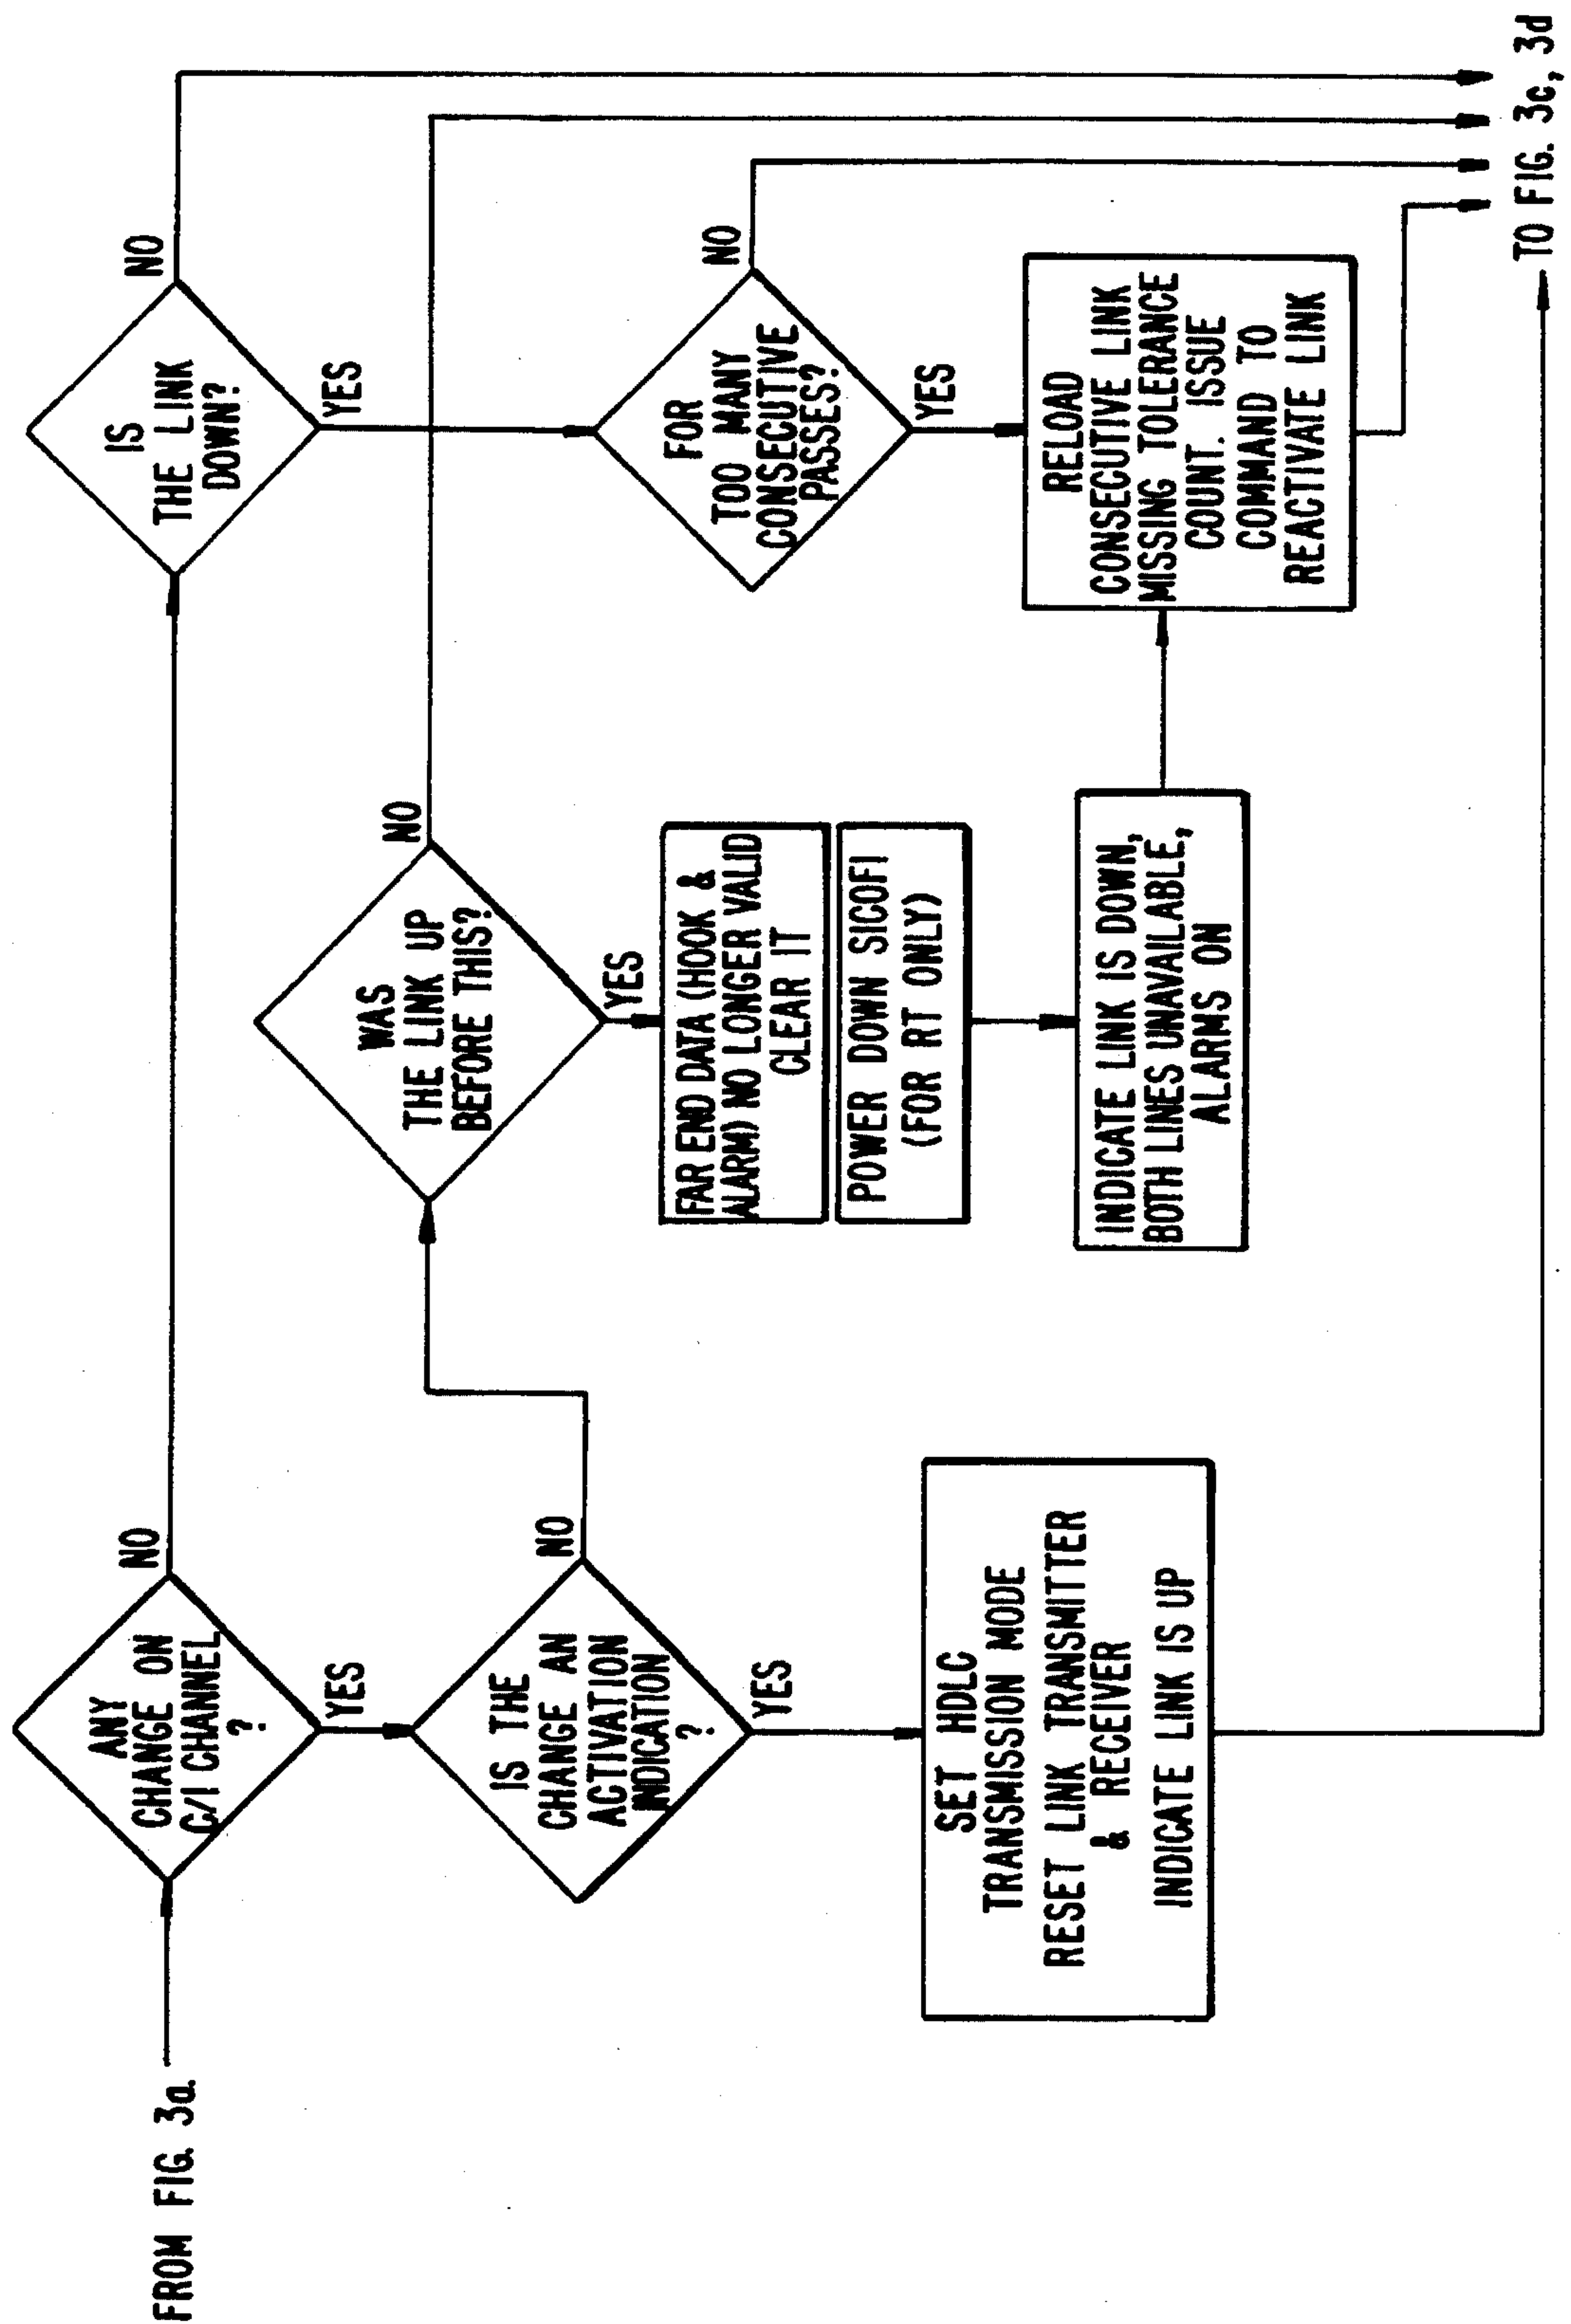 FROM FIG. 3a.
ANY
CHANGE ON
C/I CHANNEL
?
NO
YES
IS THE
CHANGE AN
ACTIVATION
INDICATION
?
NO
YES
SET HDLC
TRANSMISSION MODE
RESET LINK TRANSMITTER
& RECEIVER
INDICATE LINK IS UP
WAS
THE LINK UP
BEFORE THIS?
NO
YES
FAR END DATA (HOOK &
ALARM) NO LONGER VALID
CLEAR IT
POWER DOWN SICOFI
(FOR RT ONLY)
INDICATE LINK IS DOWN,
BOTH LINES UNAVAILABLE,
ALARMS ON
IS
THE LINK
DOWN?
NO
YES
FOR
TOO MANY
CONSECUTIVE
PASSES?
NO
YES
RELOAD
CONSECUTIVE LINK
MISSING TOLERANCE
COUNT. ISSUE
COMMAND TO
REACTIVATE LINK
TO FIG. 3c, 3d